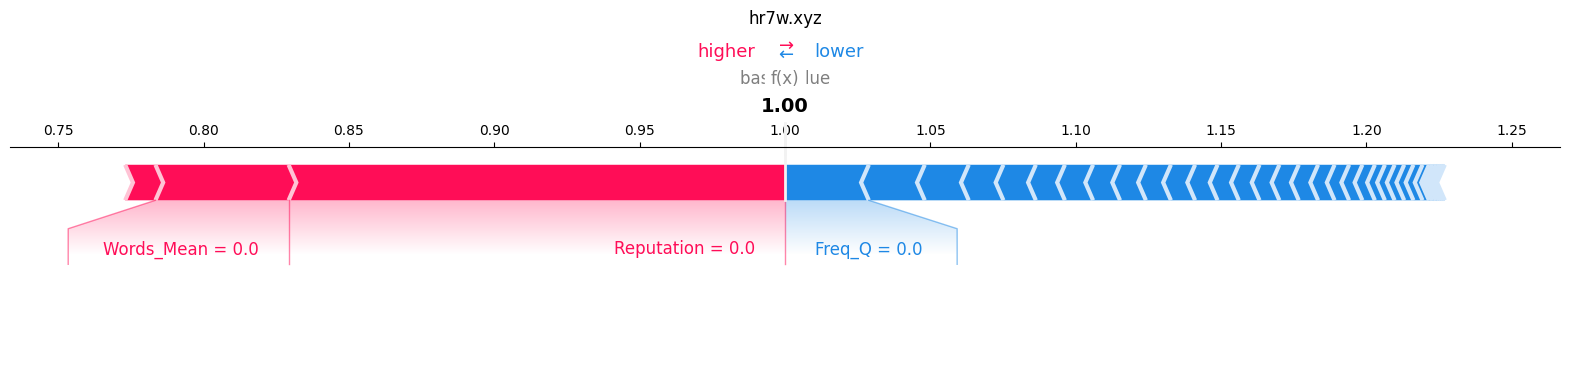 hr7w.xyz
higher ⇄ lower
f(x)
1.00
0.75 0.80 0.85 0.90 0.95 1.00 1.05 1.10 1.15 1.20 1.25
Words_Mean = 0.0 Reputation = 0.0 Freq_Q = 0.0